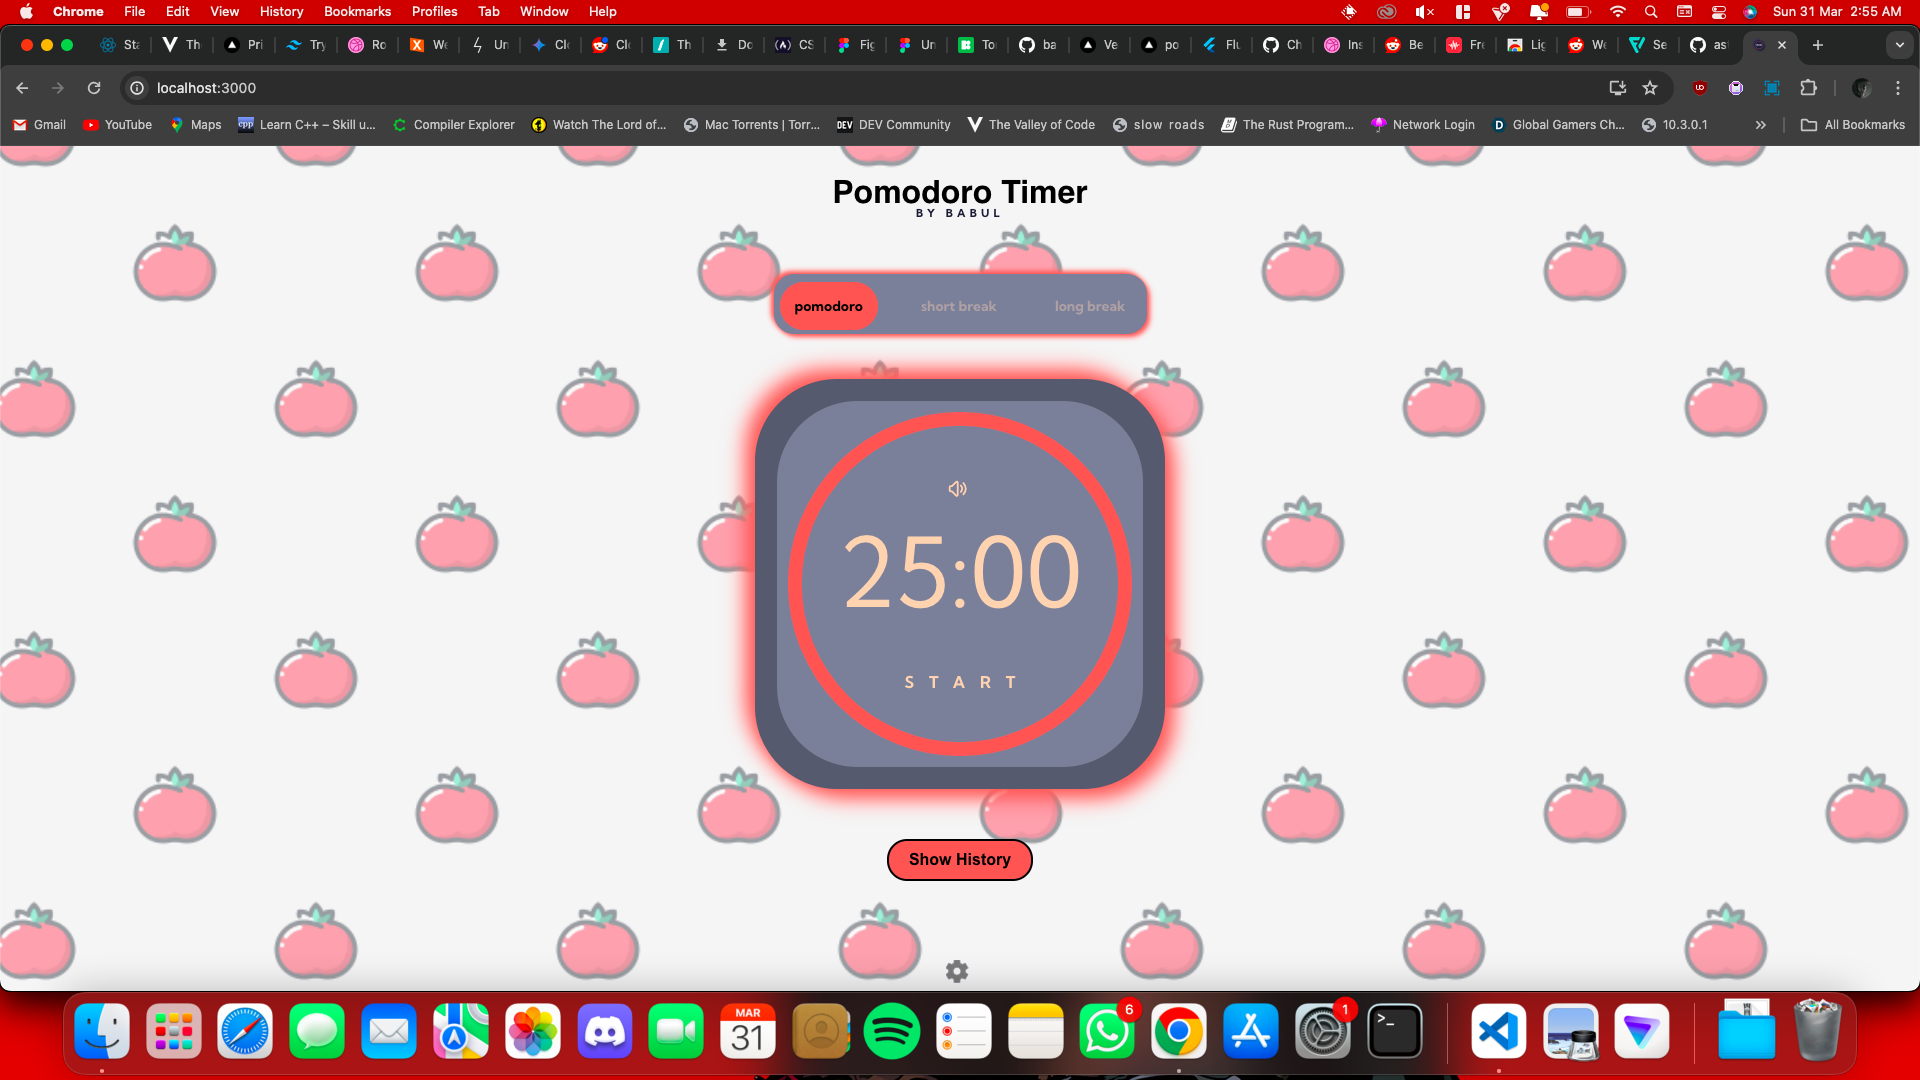 Chrome File Edit View History Bookmarks Profiles Tab Window Help Sun 31 Mar 2:55 AM
Sta Th Pri Try Ro We Un Clo Clo Th Do CS Fig Un To ba Ve po Flu Ch Ins Be Fre Lig We Se ast
localhost:3000
Gmail YouTube Maps Learn C++ – Skill u... Compiler Explorer Watch The Lord of... Mac Torrents | Torr... DEV Community The Valley of Code slow roads The Rust Program... Network Login Global Gamers Ch... 10.3.0.1 » All Bookmarks
Pomodoro Timer
BY BABUL
pomodoro short break long break
25:00
START
Show History
MAR
31
6
1